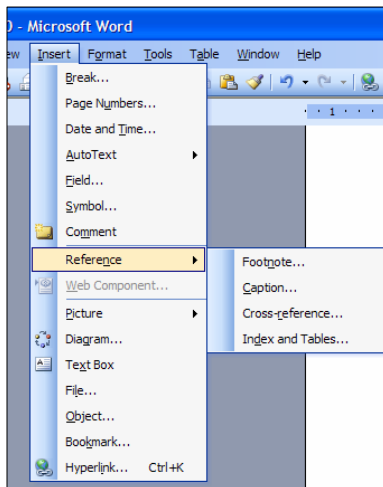 - Microsoft Word
ew Insert Format Tools Table Window Help
1
Break...
Page Numbers...
Date and Time...
AutoText
Field...
Symbol...
Comment
Reference
Footnote...
Caption...
Cross-reference...
Index and Tables...
Web Component...
Picture
Diagram...
Text Box
File...
Object...
Bookmark...
Hyperlink... Ctrl+K